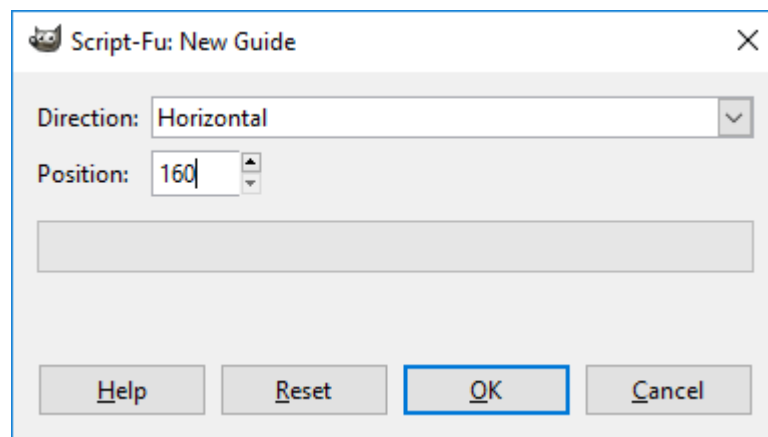 Script-Fu: New Guide
Direction: Horizontal
Position: 160
Help Reset OK Cancel